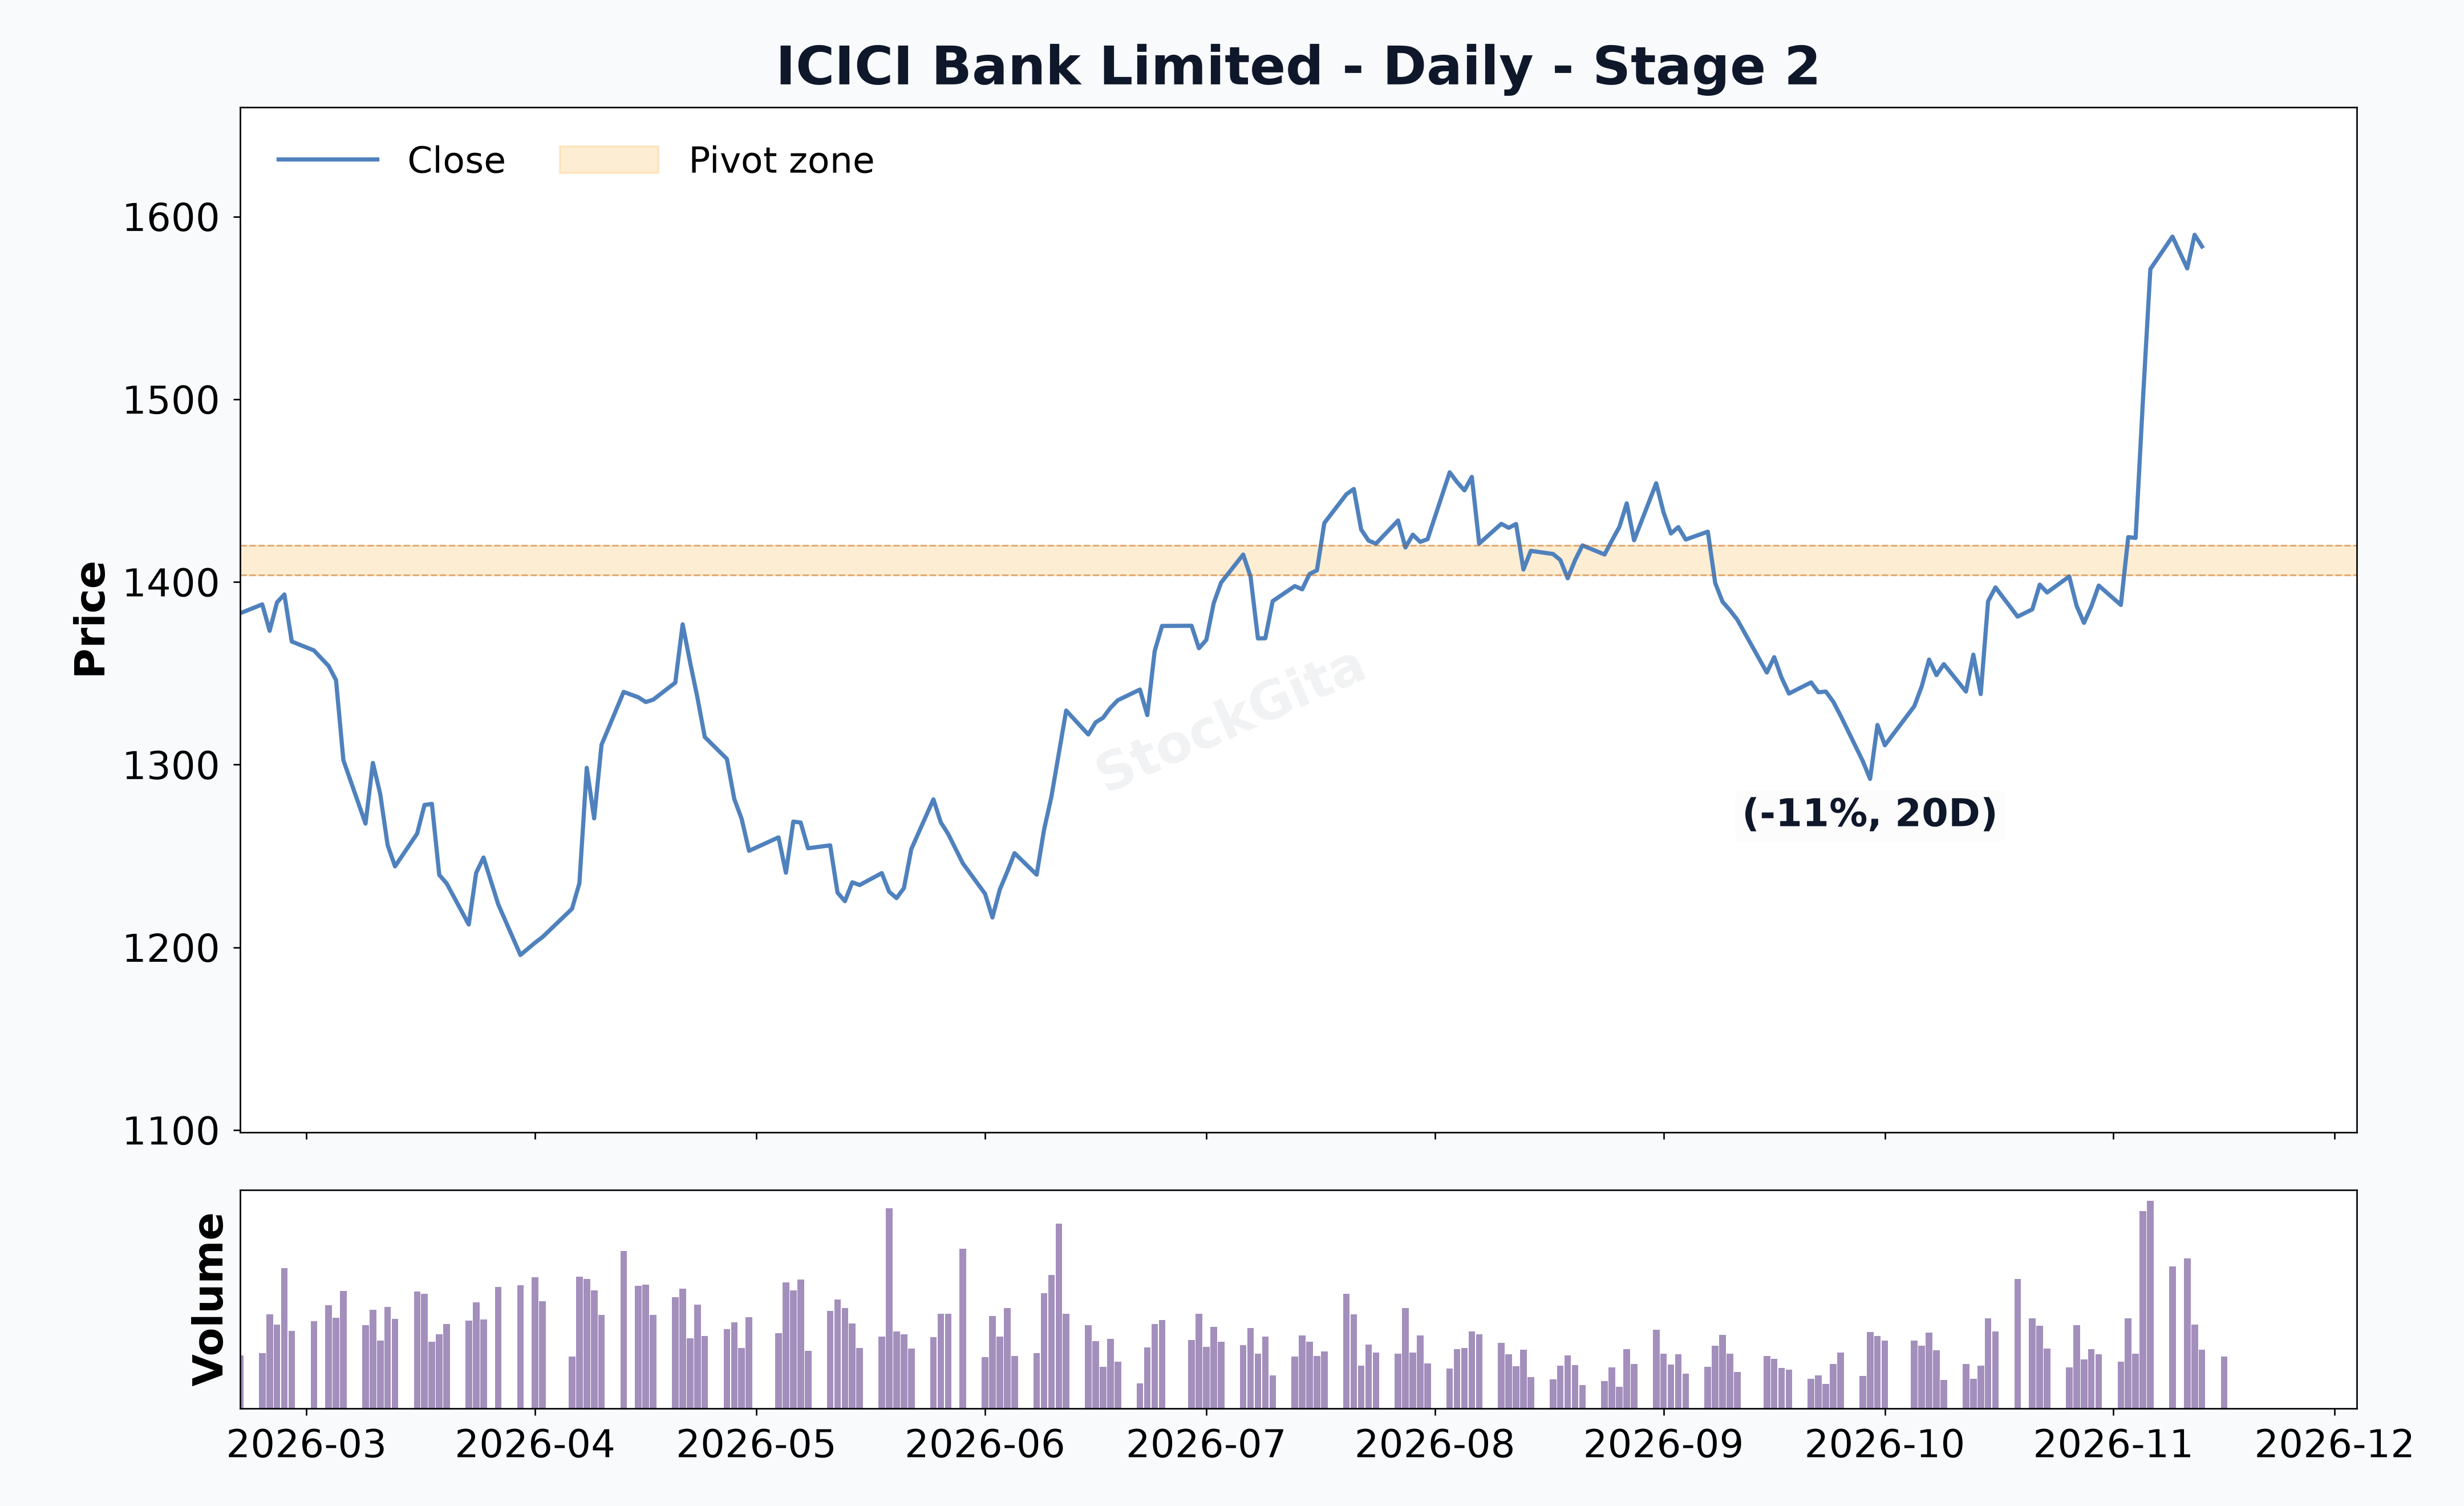 ICICI Bank Limited - Daily - Stage 2
Close
Pivot zone
1600
1500
1400
1300
1200
1100
Price
StockGita
(-11%, 20D)
Volume
2026-03
2026-04
2026-05
2026-06
2026-07
2026-08
2026-09
2026-10
2026-11
2026-12